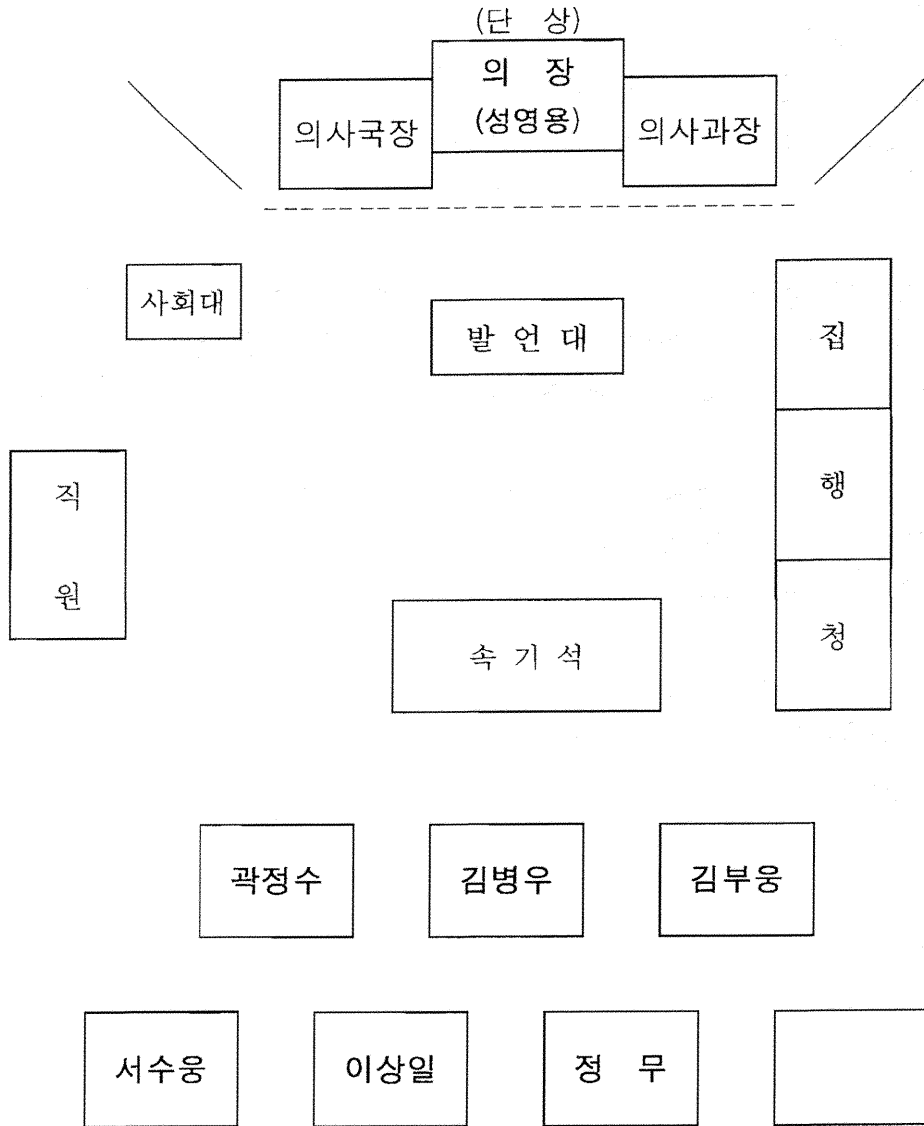 (단 상)
의 장
(성영용)
의사국장
의사과장
사회대
발 언 대
집
행
청
직
원
속 기 석
곽정수
김병우
김부웅
서수웅
이상일
정 무